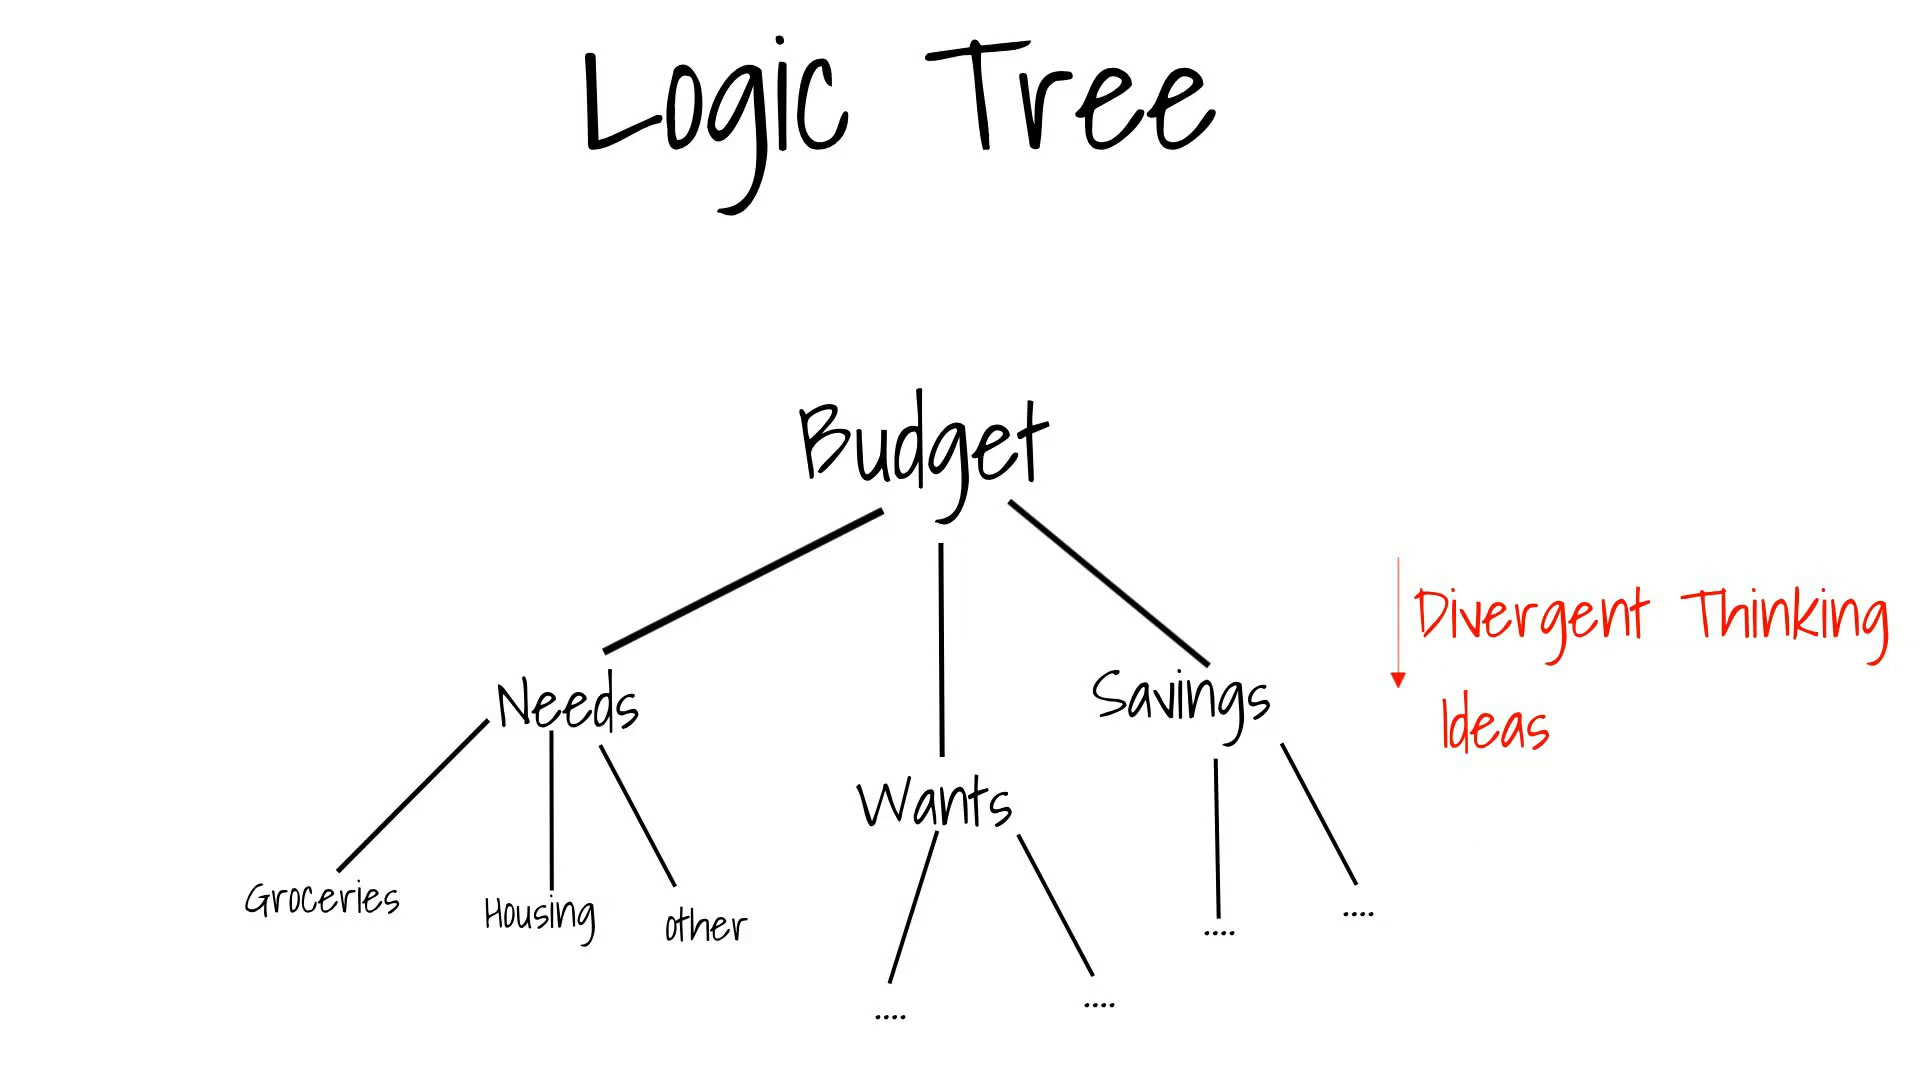 Logic Tree
Budget
Divergent Thinking
Needs
Savings
Ideas
Wants
Groceries
Housing
other
....
....
....
....